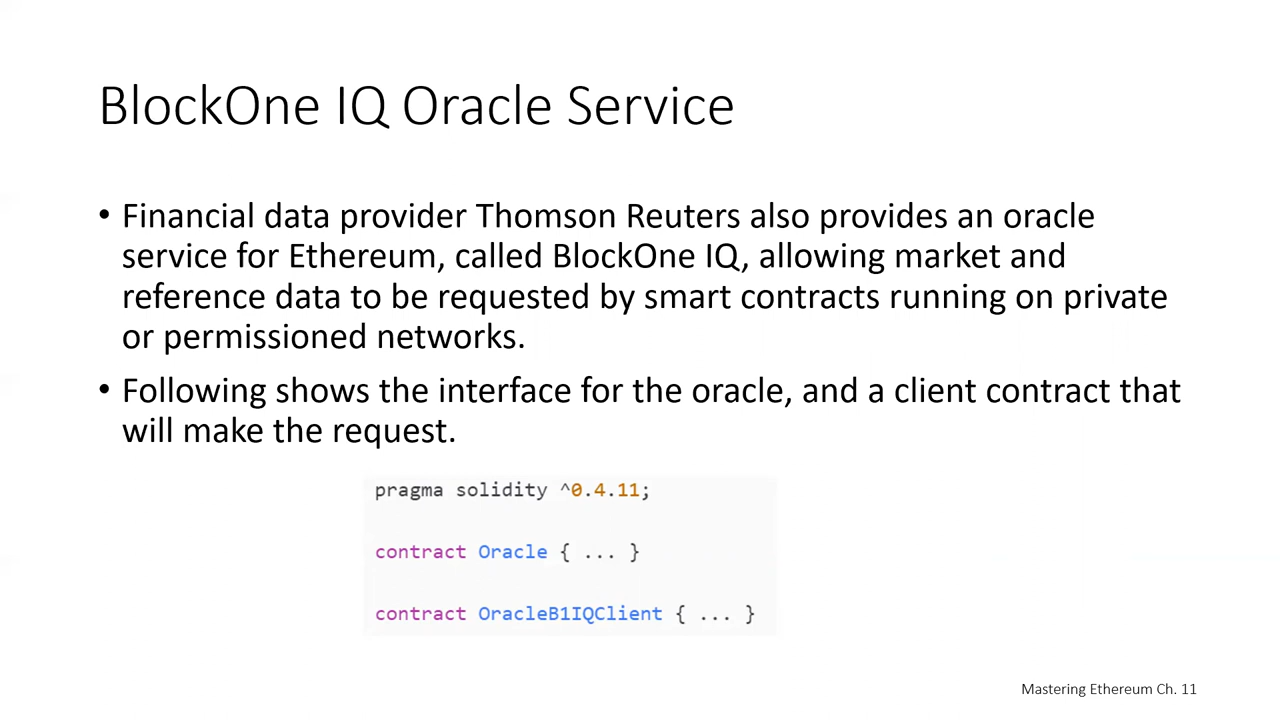 BlockOne IQ Oracle Service
• Financial data provider Thomson Reuters also provides an oracle
service for Ethereum, called BlockOne IQ, allowing market and
reference data to be requested by smart contracts running on private
or permissioned networks.
• Following shows the interface for the oracle, and a client contract that
will make the request.
pragma solidity ^0.4.11;
contract Oracle { ... }
contract OracleB1IQClient { ... }
Mastering Ethereum Ch. 11